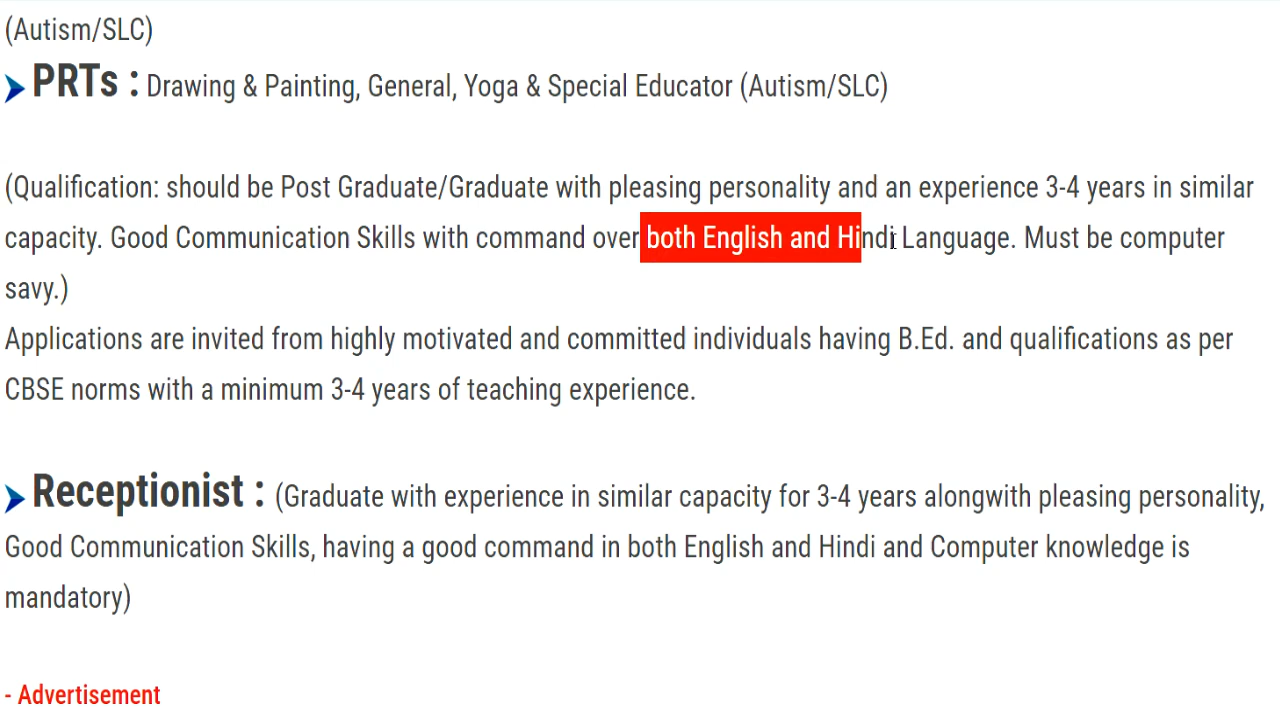 (Autism/SLC)
PRTs : Drawing & Painting, General, Yoga & Special Educator (Autism/SLC)
(Qualification: should be Post Graduate/Graduate with pleasing personality and an experience 3-4 years in similar
capacity. Good Communication Skills with command over both English and Hindi Language. Must be computer
savy.)
Applications are invited from highly motivated and committed individuals having B.Ed. and qualifications as per
CBSE norms with a minimum 3-4 years of teaching experience.
Receptionist : (Graduate with experience in similar capacity for 3-4 years alongwith pleasing personality,
Good Communication Skills, having a good command in both English and Hindi and Computer knowledge is
mandatory)
- Advertisement